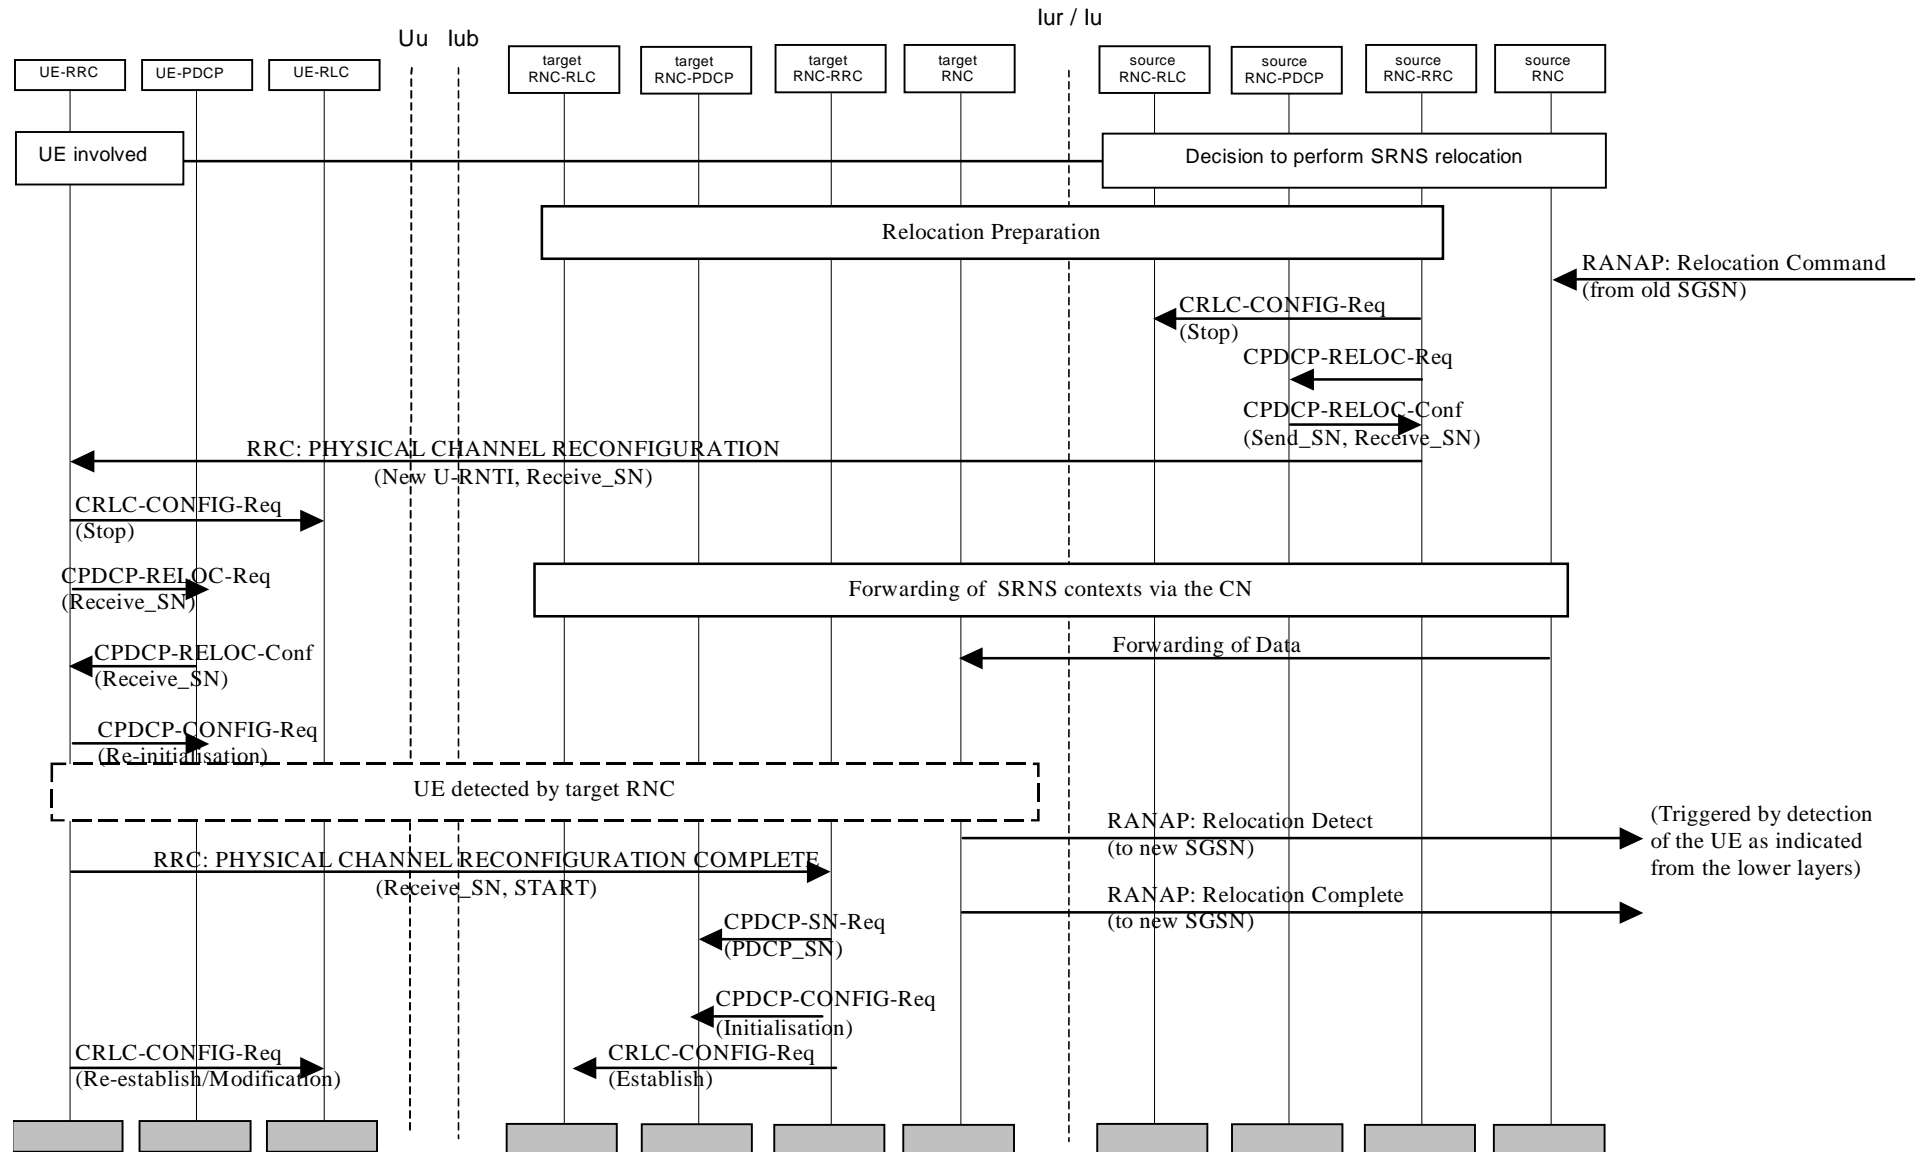 Iur / Iu
Uu Iub
UE-RRC
UE-PDCP
UE-RLC
target
RNC-RLC
target
RNC-PDCP
target
RNC-RRC
target
RNC
source
RNC-RLC
source
RNC-PDCP
source
RNC-RRC
source
RNC
UE involved
Decision to perform SRNS relocation
Relocation Preparation
RANAP: Relocation Command
(from old SGSN)
CRLC-CONFIG-Req
(Stop)
CPDCP-RELOC-Req
CPDCP-RELOC-Conf
(Send_SN, Receive_SN)
RRC: PHYSICAL CHANNEL RECONFIGURATION
(New U-RNTI, Receive_SN)
CRLC-CONFIG-Req
(Stop)
CPDCP-RELOC-Req
(Receive_SN)
Forwarding of SRNS contexts via the CN
Forwarding of Data
CPDCP-RELOC-Conf
(Receive_SN)
CPDCP-CONFIG-Req
(Re-initialisation)
UE detected by target RNC
RANAP: Relocation Detect
(to new SGSN)
(Triggered by detection
of the UE as indicated
from the lower layers)
RRC: PHYSICAL CHANNEL RECONFIGURATION COMPLETE
(Receive_SN, START)
RANAP: Relocation Complete
(to new SGSN)
CPDCP-SN-Req
(PDCP_SN)
CPDCP-CONFIG-Req
(Initialisation)
CRLC-CONFIG-Req
(Re-establish/Modification)
CRLC-CONFIG-Req
(Establish)